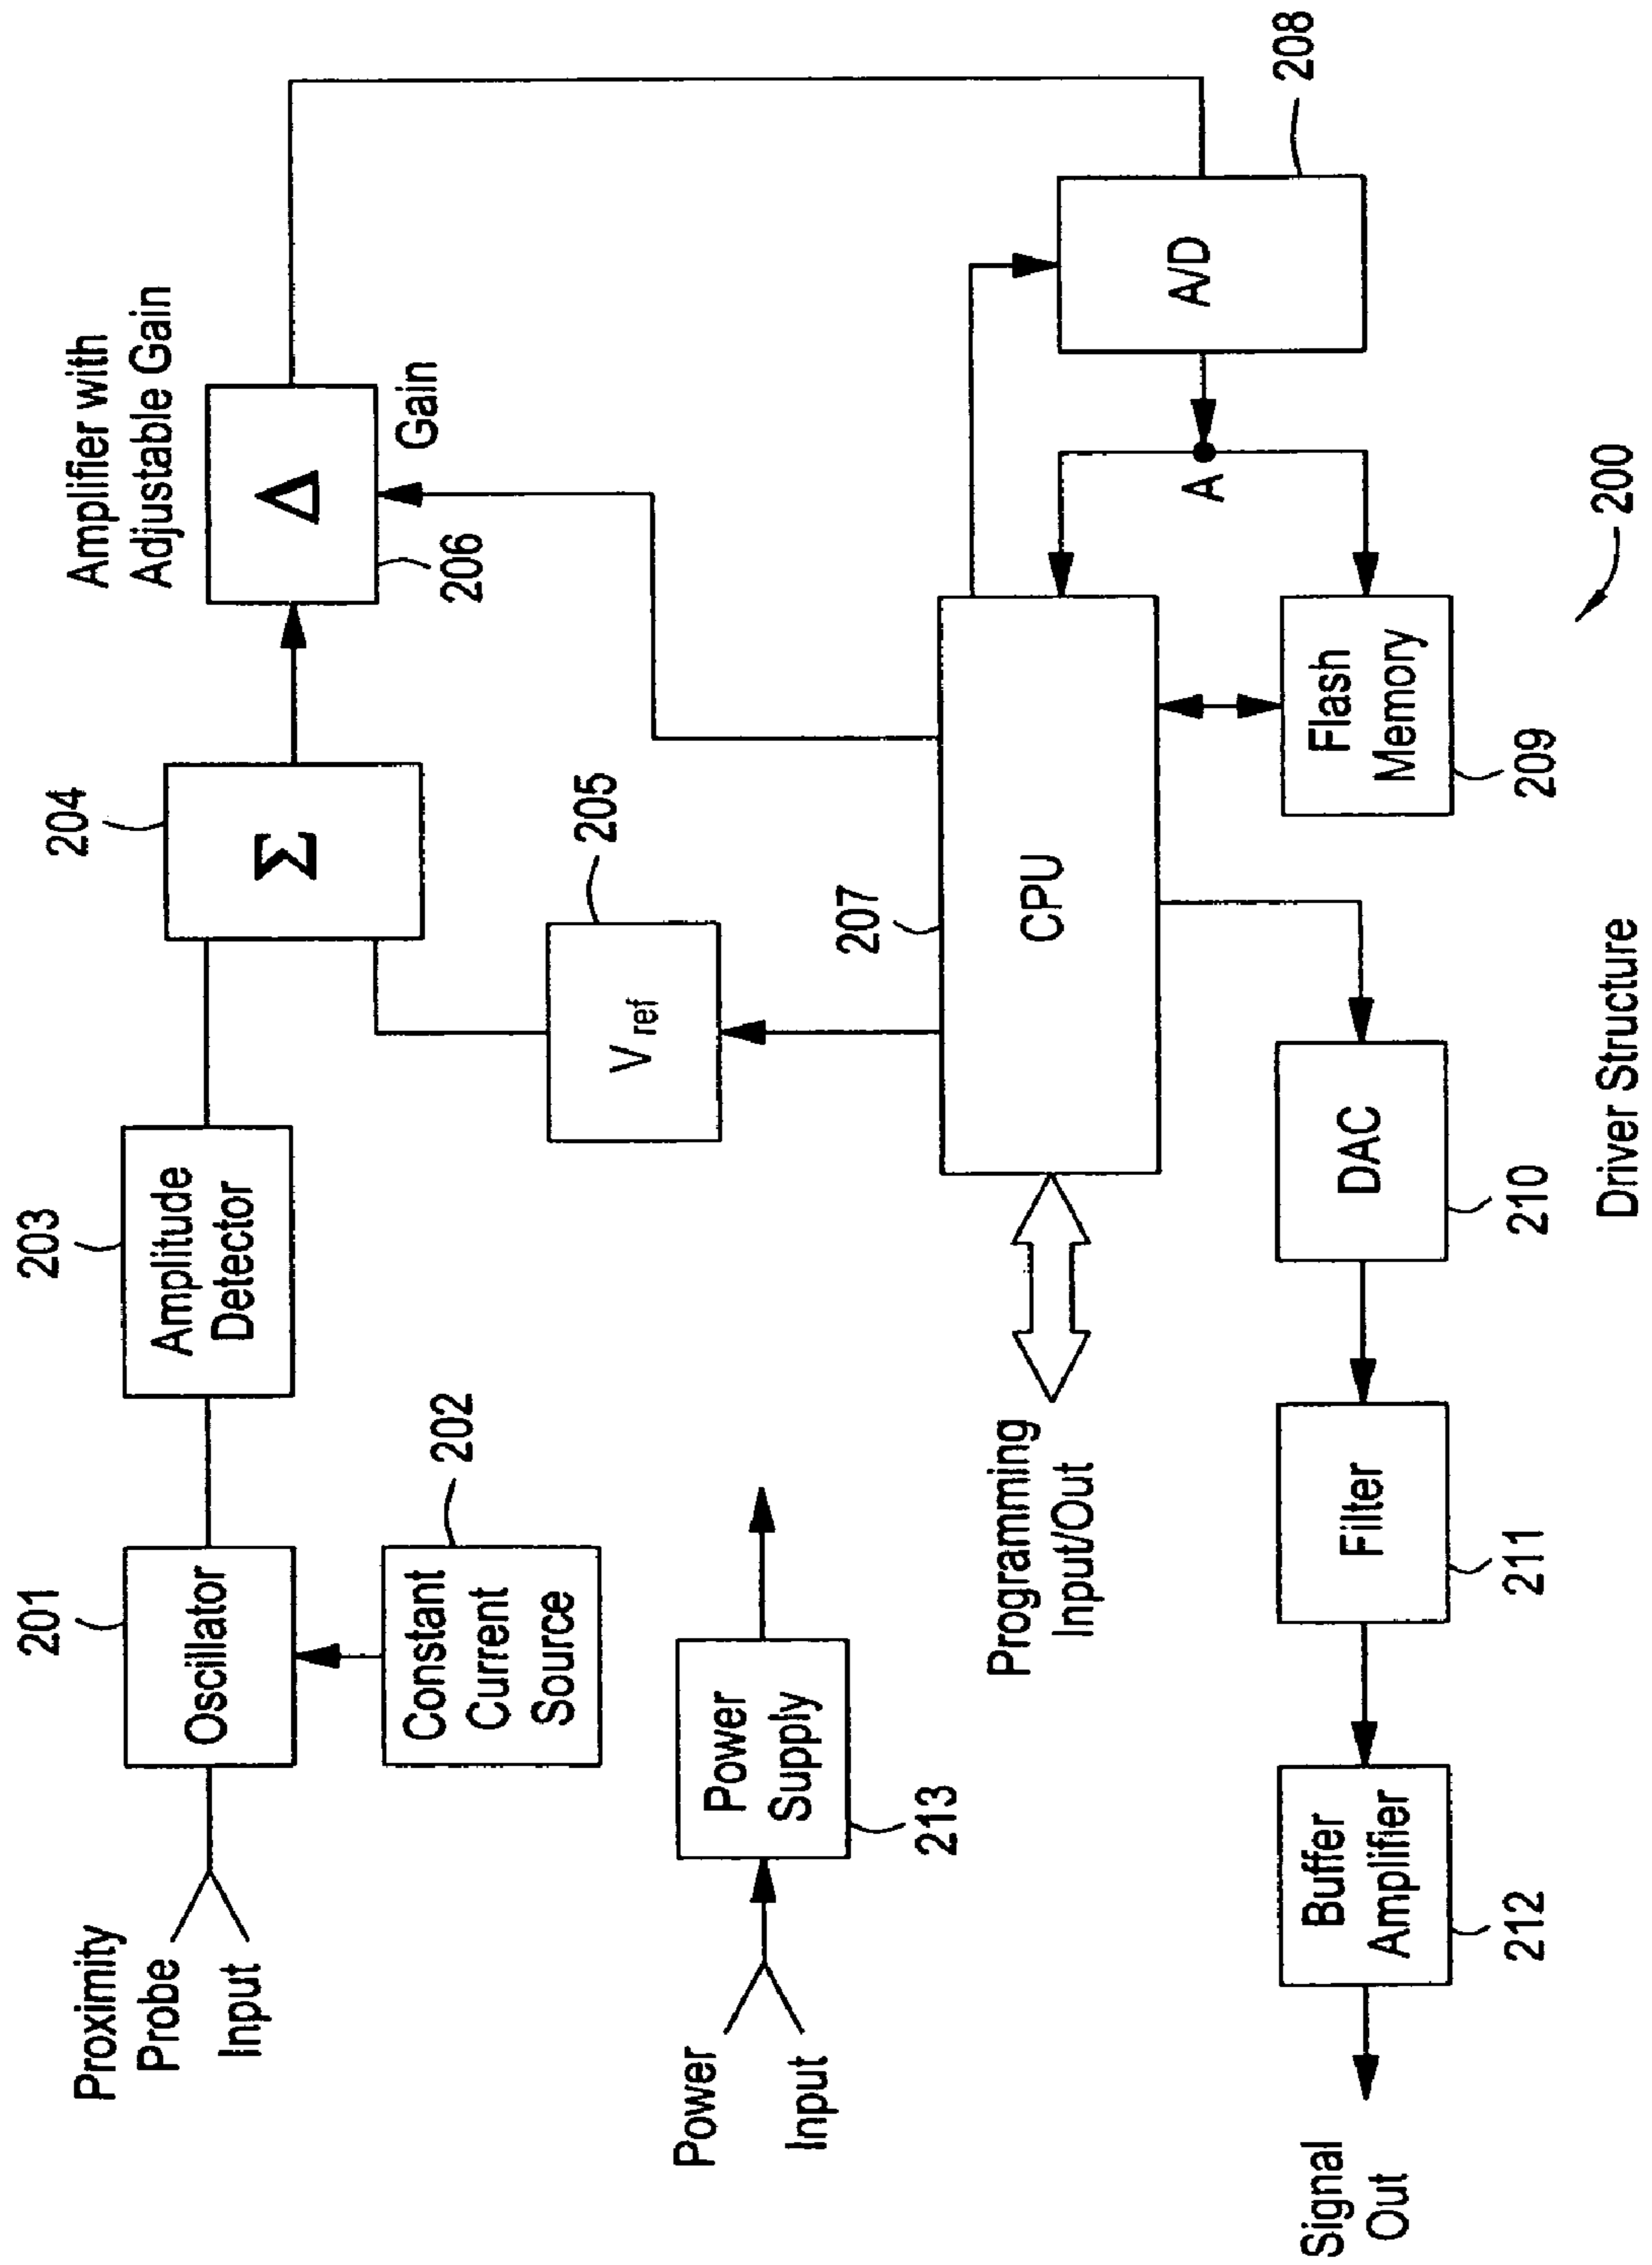 Proximity
Probe
Input
201
Oscillator
202
Constant
Current
Source
203
Amplitude
Detector
204
Σ
205
V ref
Amplifier with
Adjustable Gain
Δ
206
Gain
Power
Input
Power
Supply
213
Programming
Input/Out
207
CPU
A/D
208
A
Flash
Memory
209
DAC
210
Filter
211
Buffer
Amplifier
212
Signal
Out
200
Driver Structure